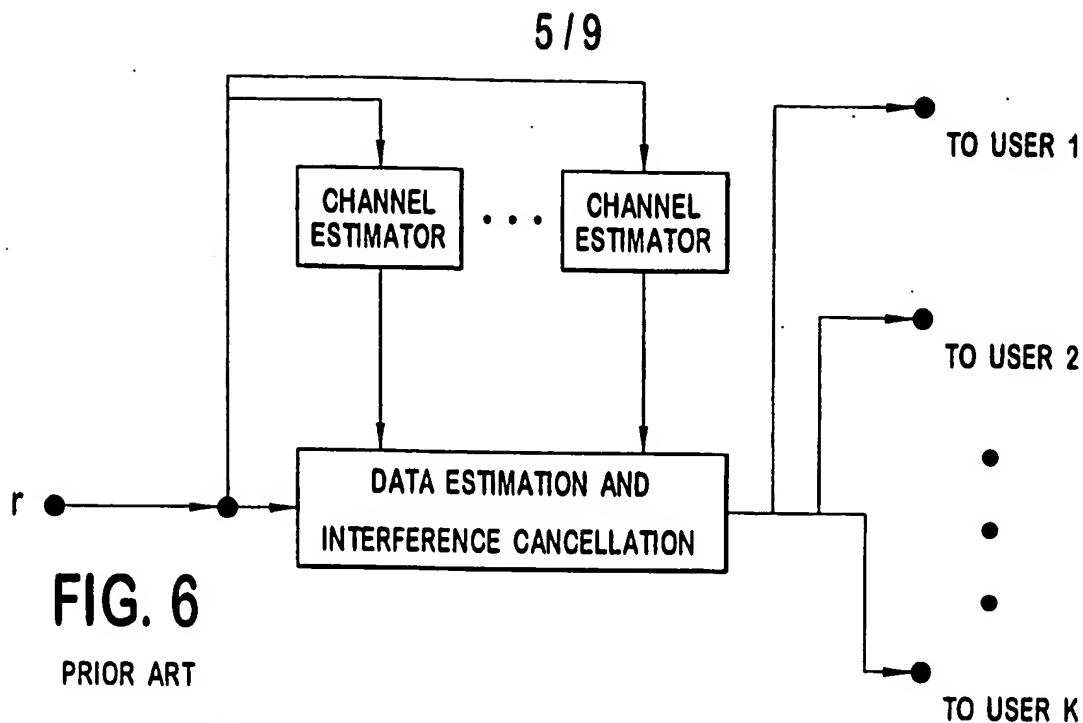 5/9
CHANNEL
ESTIMATOR
CHANNEL
ESTIMATOR
DATA ESTIMATION AND
INTERFERENCE CANCELLATION
r
TO USER 1
TO USER 2
TO USER K
FIG. 6
PRIOR ART